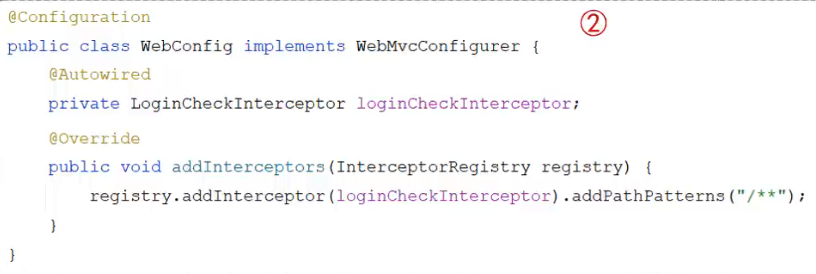 @Configuration ②
public class WebConfig implements WebMvcConfigurer {
    @Autowired
    private LoginCheckInterceptor loginCheckInterceptor;
    @Override
    public void addInterceptors(InterceptorRegistry registry) {
        registry.addInterceptor(loginCheckInterceptor).addPathPatterns("/**");
    }
}